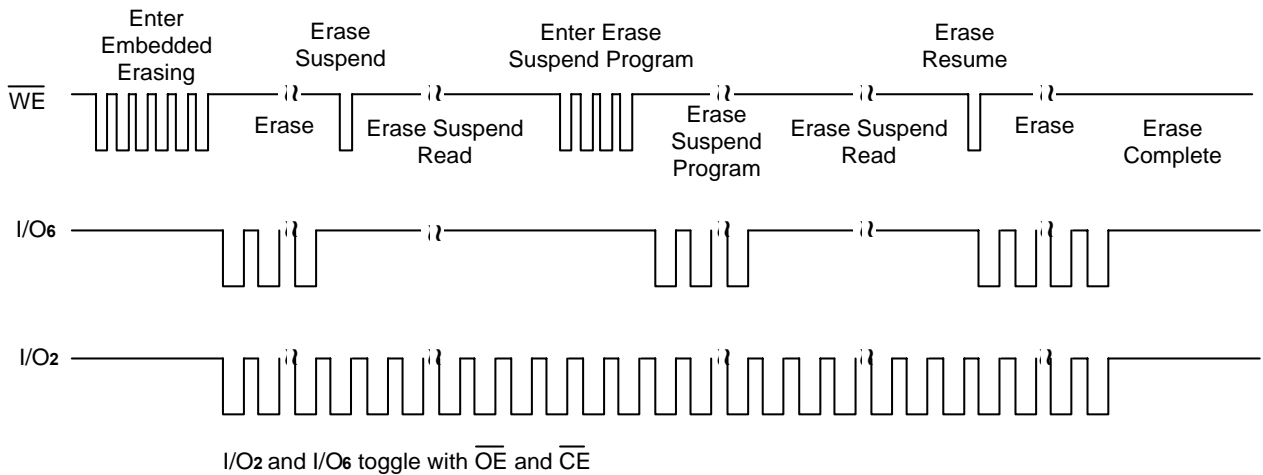 Enter
Embedded
Erasing
Erase
Suspend
Enter Erase
Suspend Program
Erase
Resume
WE
Erase
Erase Suspend
Read
Erase
Suspend
Program
Erase Suspend
Read
Erase
Erase
Complete
I/O6
I/O2
I/O2 and I/O6 toggle with OE and CE